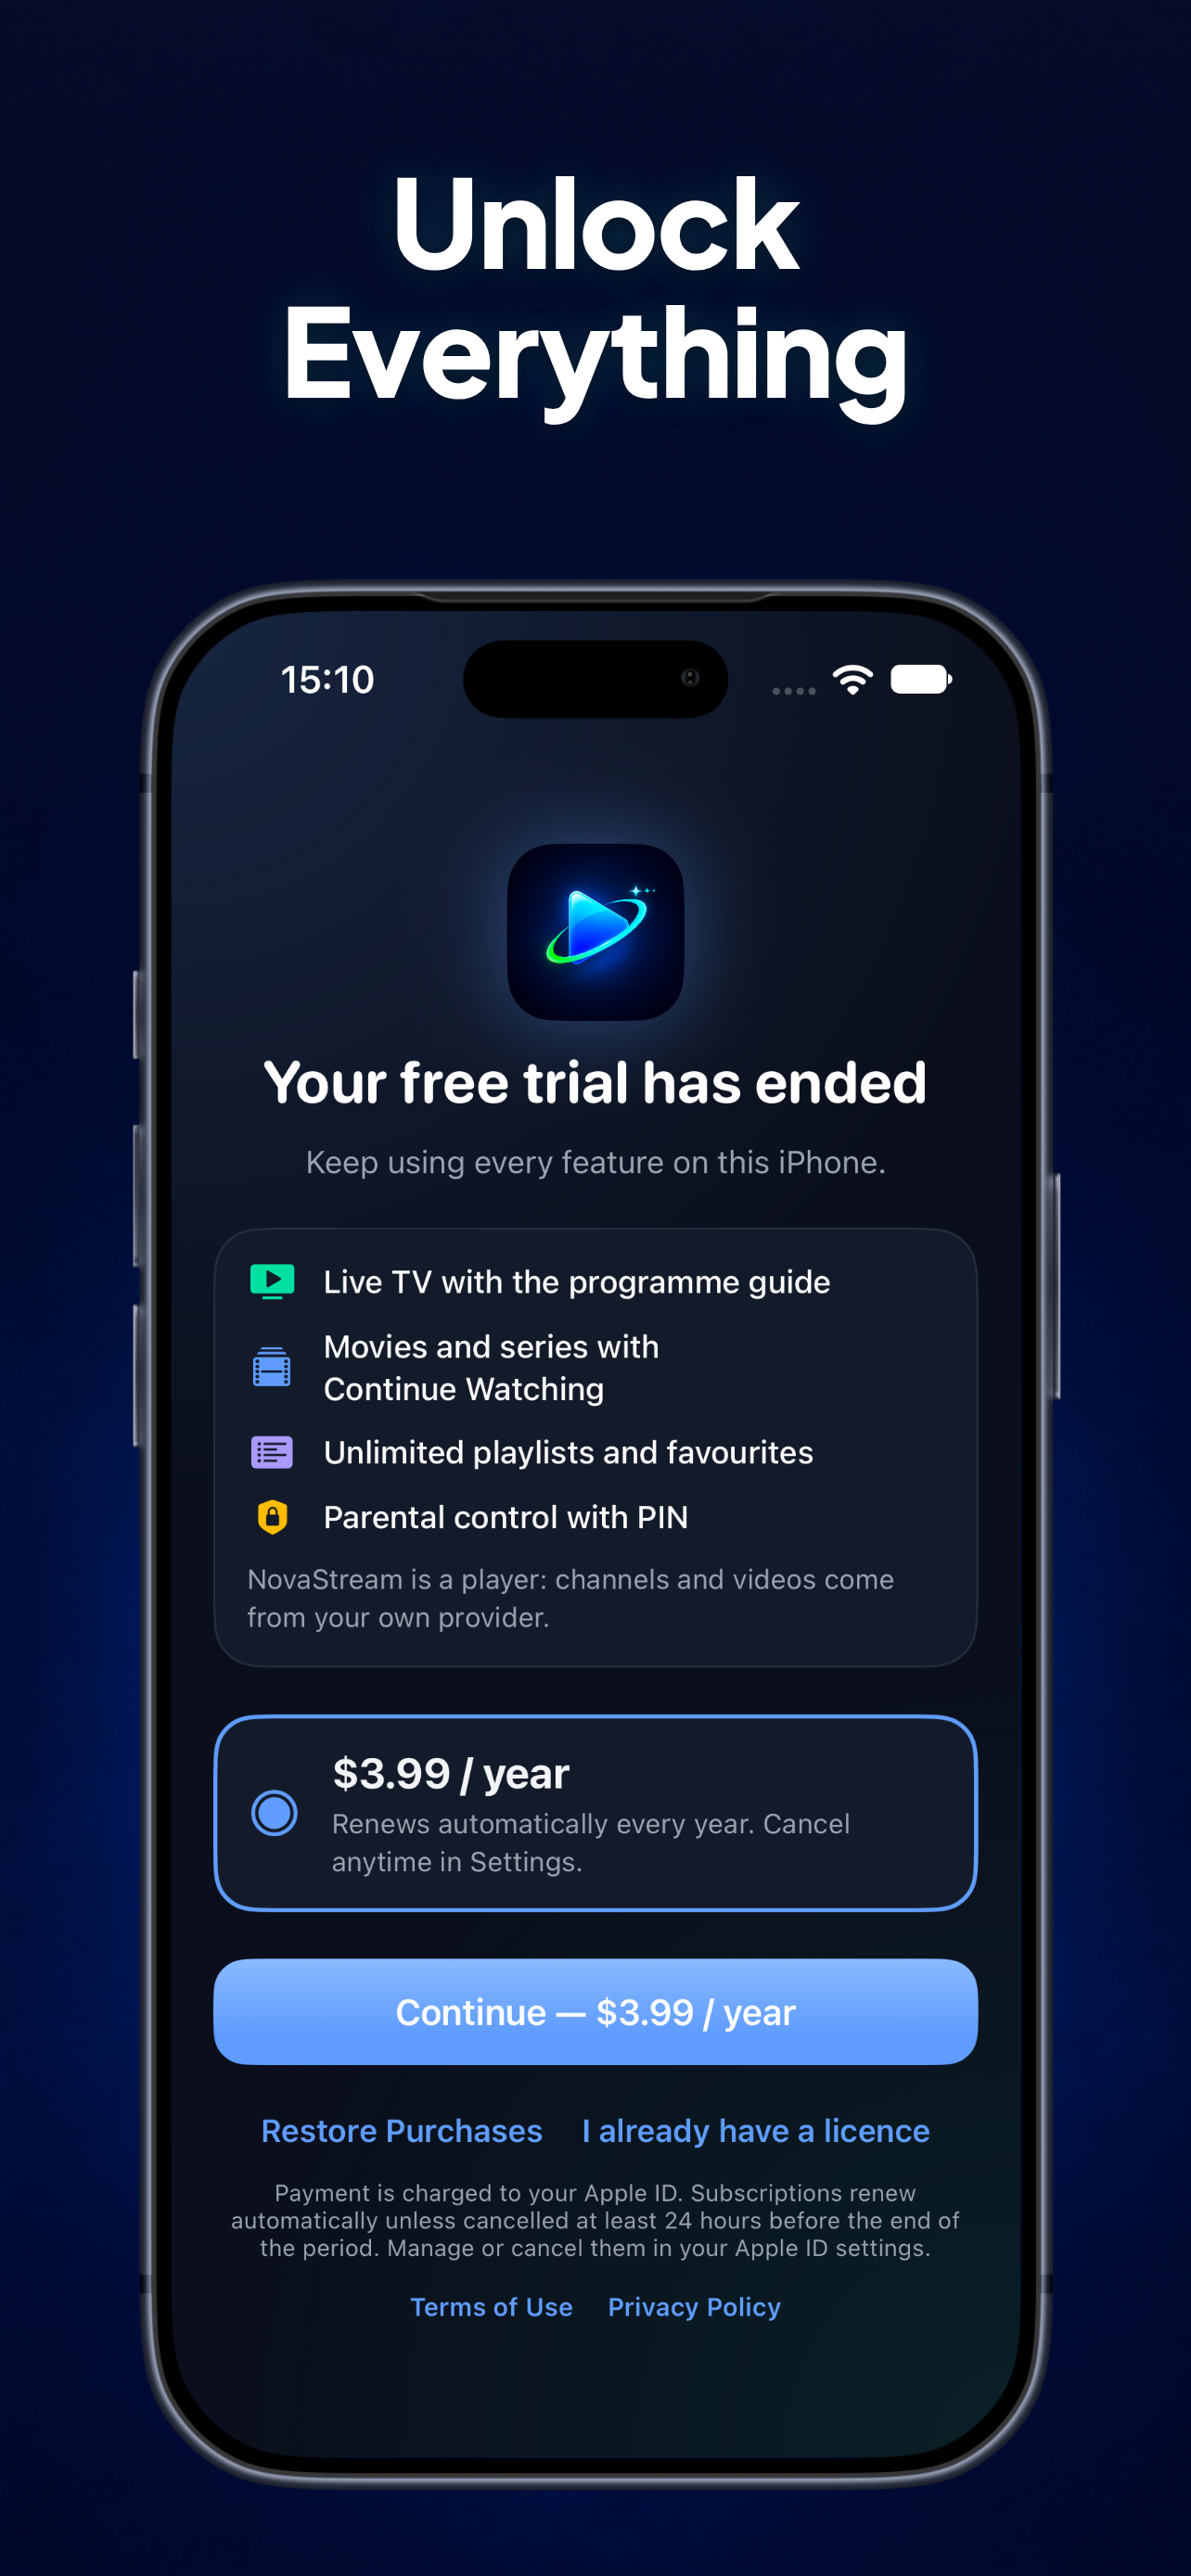 Unlock
Everything
15:10
Your free trial has ended
Keep using every feature on this iPhone.
Live TV with the programme guide
Movies and series with
Continue Watching
Unlimited playlists and favourites
Parental control with PIN
NovaStream is a player: channels and videos come
from your own provider.
$3.99 / year
Renews automatically every year. Cancel
anytime in Settings.
Continue — $3.99 / year
Restore Purchases I already have a licence
Payment is charged to your Apple ID. Subscriptions renew
automatically unless cancelled at least 24 hours before the end of
the period. Manage or cancel them in your Apple ID settings.
Terms of Use Privacy Policy